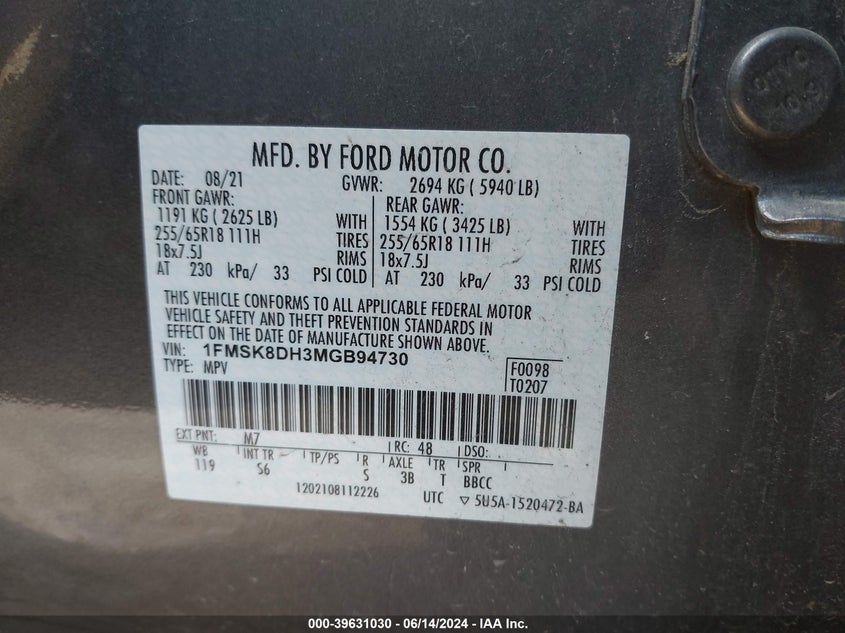 MFD. BY FORD MOTOR CO.
DATE: 08/21 GVWR: 2694 KG ( 5940 LB)
FRONT GAWR: REAR GAWR:
1191 KG ( 2625 LB) WITH 1554 KG ( 3425 LB) WITH
255/65R18 111H TIRES 255/65R18 111H TIRES
18x7.5J RIMS 18x7.5J RIMS
AT 230 kPa/ 33 PSI COLD AT 230 kPa/ 33 PSI COLD
THIS VEHICLE CONFORMS TO ALL APPLICABLE FEDERAL MOTOR
VEHICLE SAFETY AND THEFT PREVENTION STANDARDS IN
EFFECT ON THE DATE OF MANUFACTURE SHOWN ABOVE.
VIN: 1FMSK8DH3MGB94730 F0098
TYPE: MPV T0207
EXT PNT: M7 RC: 48 DSO:
WB INT TR TP/PS R AXLE TR SPR
119 S6 S 3B T BBCC
1202108112226 UTC ▽ 5U5A-1520472-BA
000-39631030 - 06/14/2024 - IAA Inc.